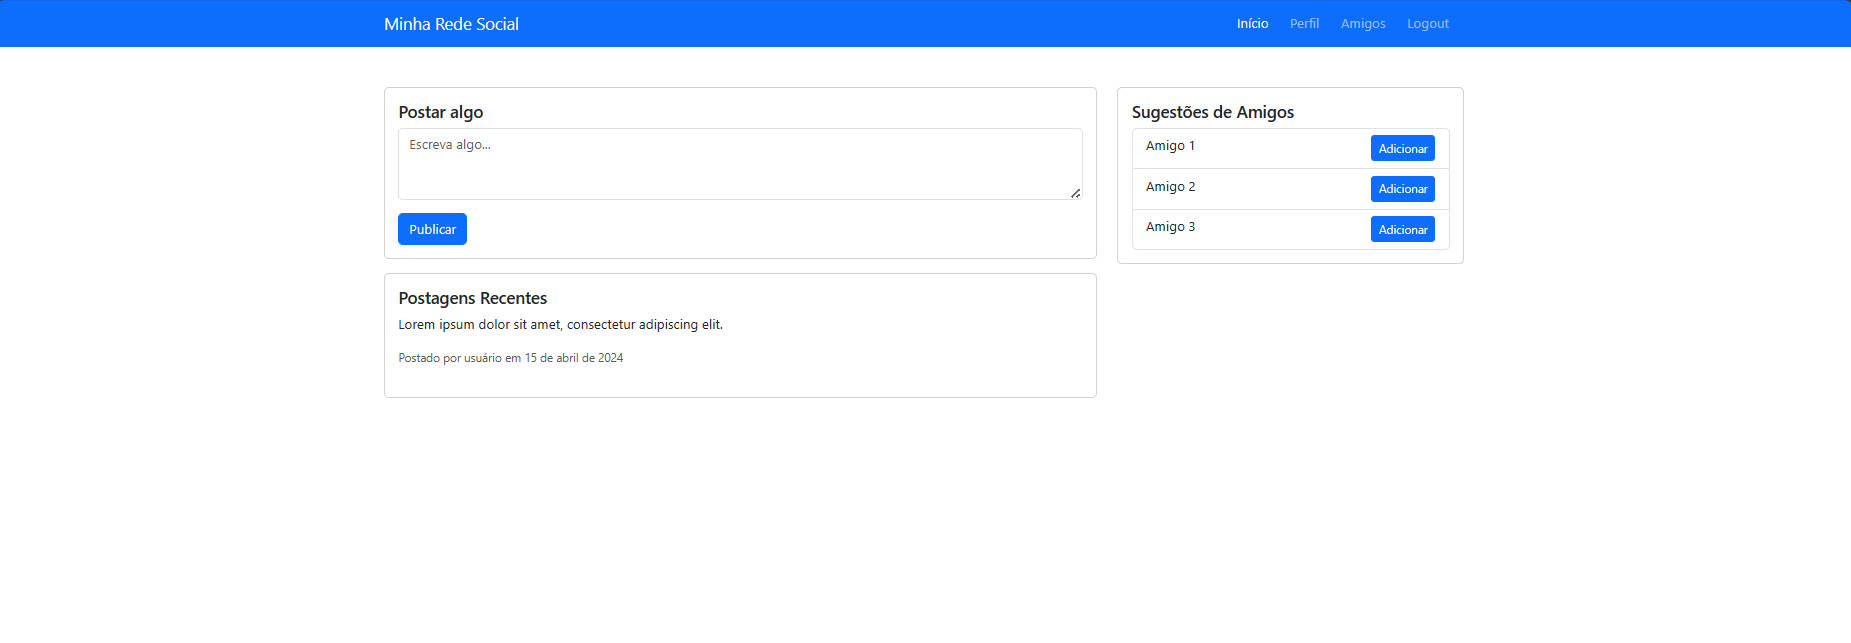 Minha Rede Social
Início Perfil Amigos Logout
Postar algo
Escreva algo...
Publicar
Postagens Recentes
Lorem ipsum dolor sit amet, consectetur adipiscing elit.
Postado por usuário em 15 de abril de 2024
Sugestões de Amigos
Amigo 1 Adicionar
Amigo 2 Adicionar
Amigo 3 Adicionar